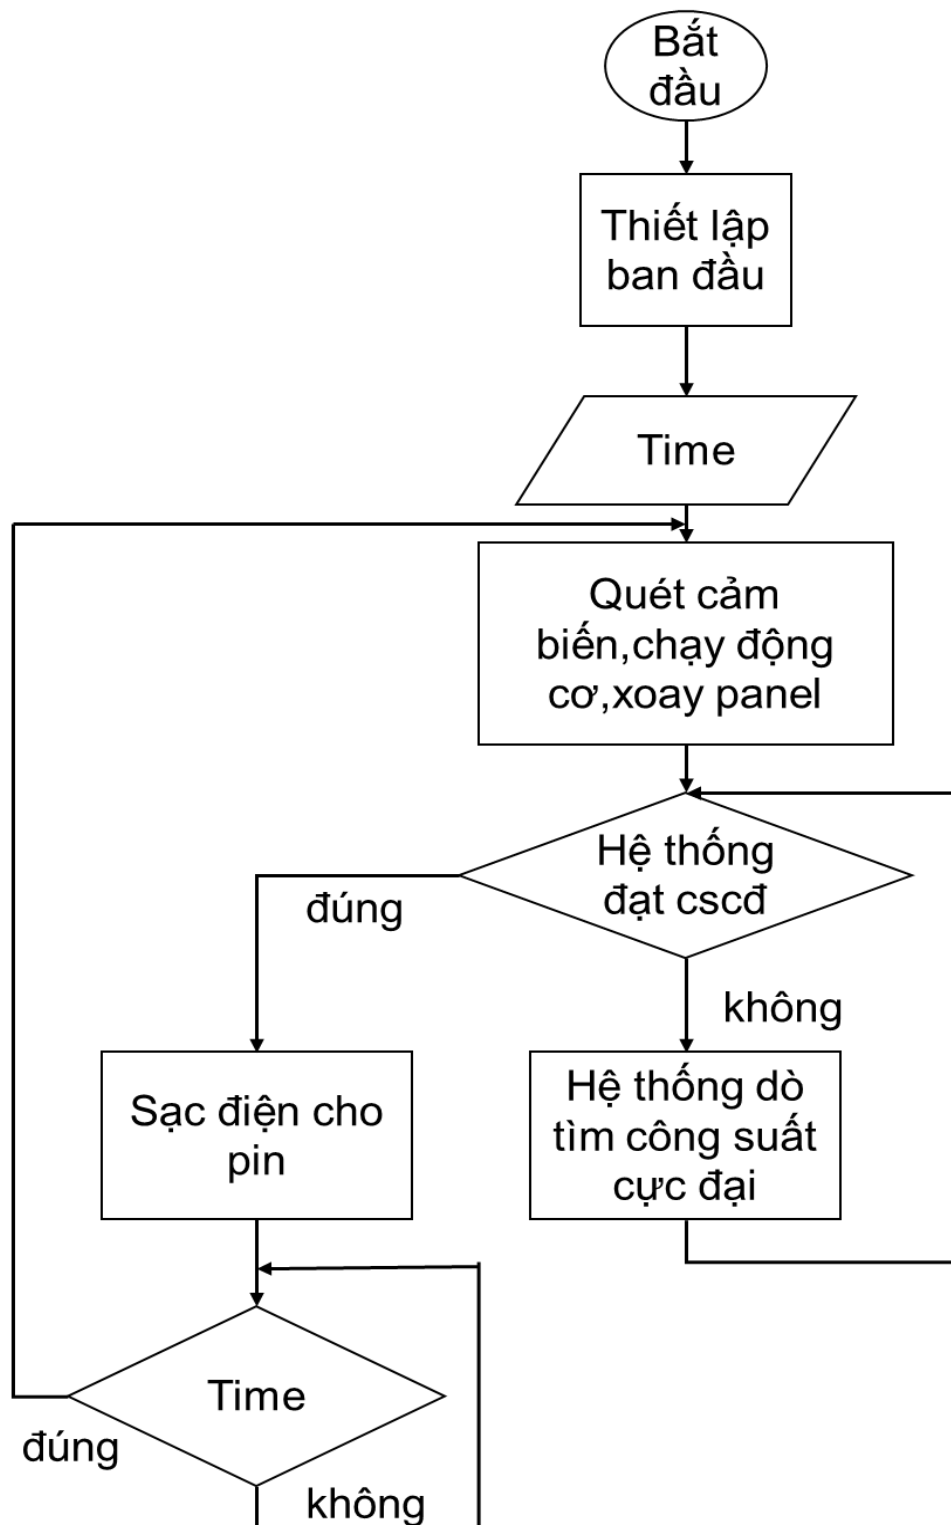 Bắt
đầu
Thiết lập
ban đầu
Time
Quét cảm
biến,chạy động
cơ,xoay panel
Hệ thống
đạt cscđ
đúng
không
Sạc điện cho
pin
Hệ thống dò
tìm công suất
cực đại
Time
đúng
không